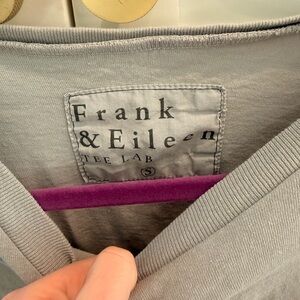 Frank
& Eileen
TEE LAB
S